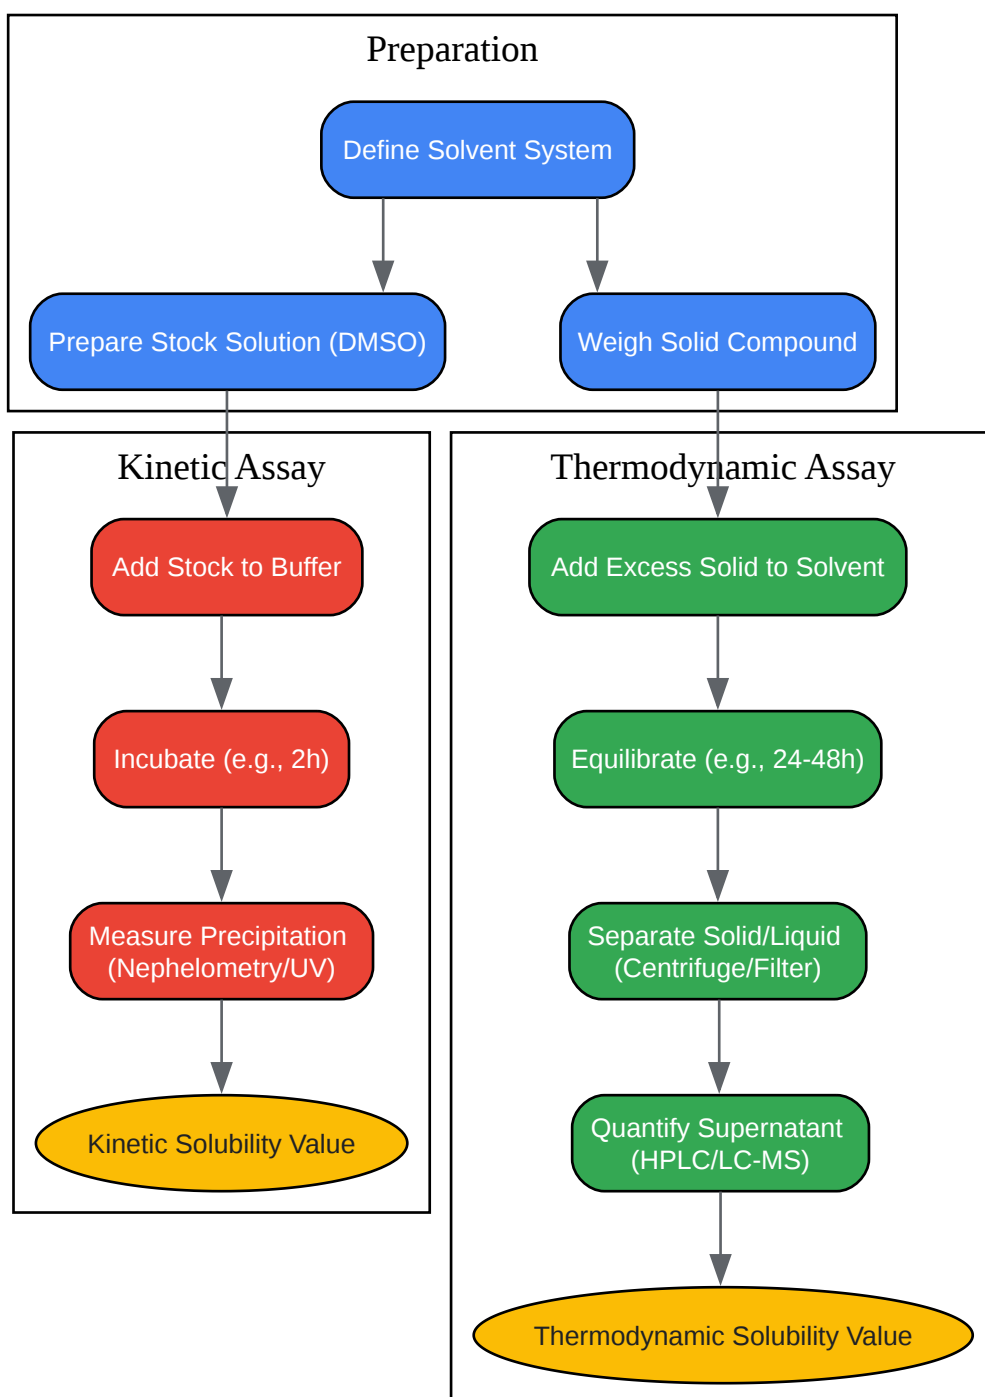 Preparation
Define Solvent System
Prepare Stock Solution (DMSO)
Weigh Solid Compound
Kinetic Assay
Add Stock to Buffer
Incubate (e.g., 2h)
Measure Precipitation
(Nephelometry/UV)
Kinetic Solubility Value
Thermodynamic Assay
Add Excess Solid to Solvent
Equilibrate (e.g., 24-48h)
Separate Solid/Liquid
(Centrifuge/Filter)
Quantify Supernatant
(HPLC/LC-MS)
Thermodynamic Solubility Value